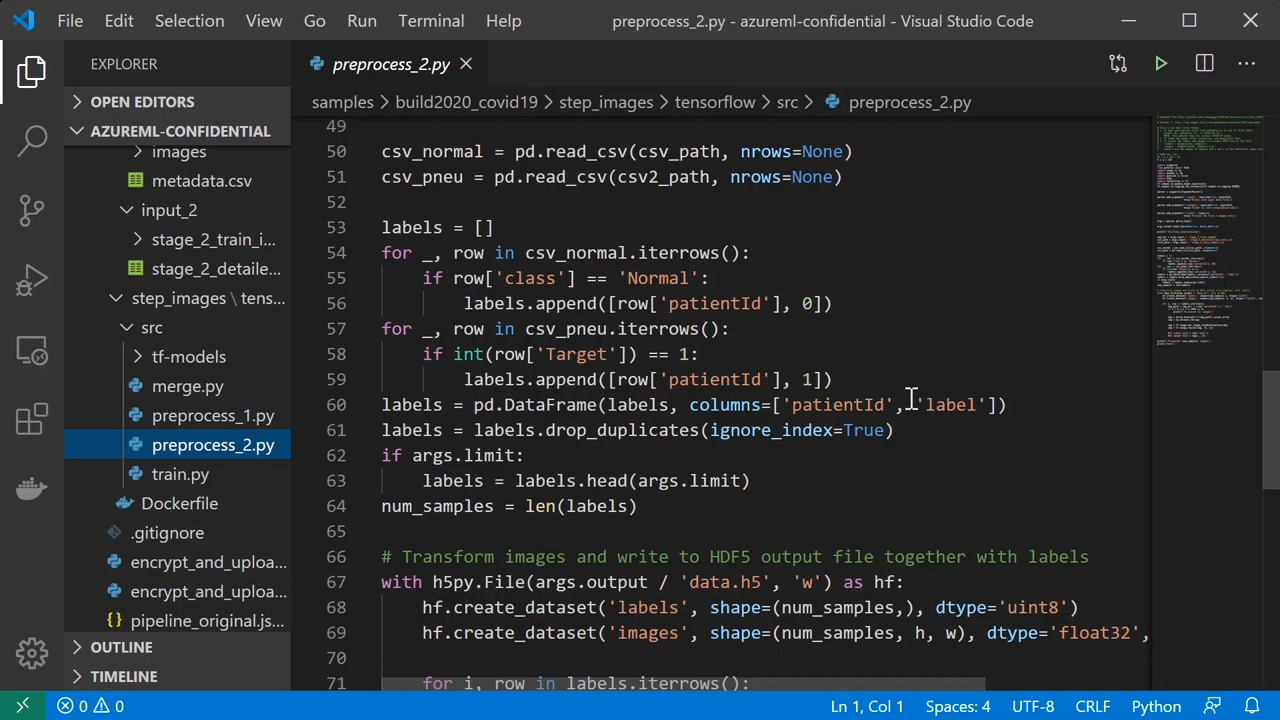 File Edit Selection View Go Run Terminal Help preprocess_2.py - azureml-confidential - Visual Studio Code
EXPLORER
preprocess_2.py
OPEN EDITORS
samples > build2020_covid19 > step_images > tensorflow > src > preprocess_2.py
AZUREML-CONFIDENTIAL
images
metadata.csv
input_2
stage_2_train_i...
stage_2_detaile...
step_images \ tens...
src
tf-models
merge.py
preprocess_1.py
preprocess_2.py
train.py
Dockerfile
.gitignore
encrypt_and_uploa...
encrypt_and_uploa...
pipeline_original.js...
OUTLINE
TIMELINE
49
50 csv_normal = pd.read_csv(csv_path, nrows=None)
51 csv_pneu = pd.read_csv(csv2_path, nrows=None)
52
53 labels = []
54 for _, row in csv_normal.iterrows():
55 if row['class'] == 'Normal':
56 labels.append([row['patientId'], 0])
57 for _, row in csv_pneu.iterrows():
58 if int(row['Target']) == 1:
59 labels.append([row['patientId'], 1])
60 labels = pd.DataFrame(labels, columns=['patientId', 'label'])
61 labels = labels.drop_duplicates(ignore_index=True)
62 if args.limit:
63 labels = labels.head(args.limit)
64 num_samples = len(labels)
65
66 # Transform images and write to HDF5 output file together with labels
67 with h5py.File(args.output / 'data.h5', 'w') as hf:
68 hf.create_dataset('labels', shape=(num_samples,), dtype='uint8')
69 hf.create_dataset('images', shape=(num_samples, h, w), dtype='float32',
70
71 for i, row in labels.iterrows():
0 0 Ln 1, Col 1 Spaces: 4 UTF-8 CRLF Python